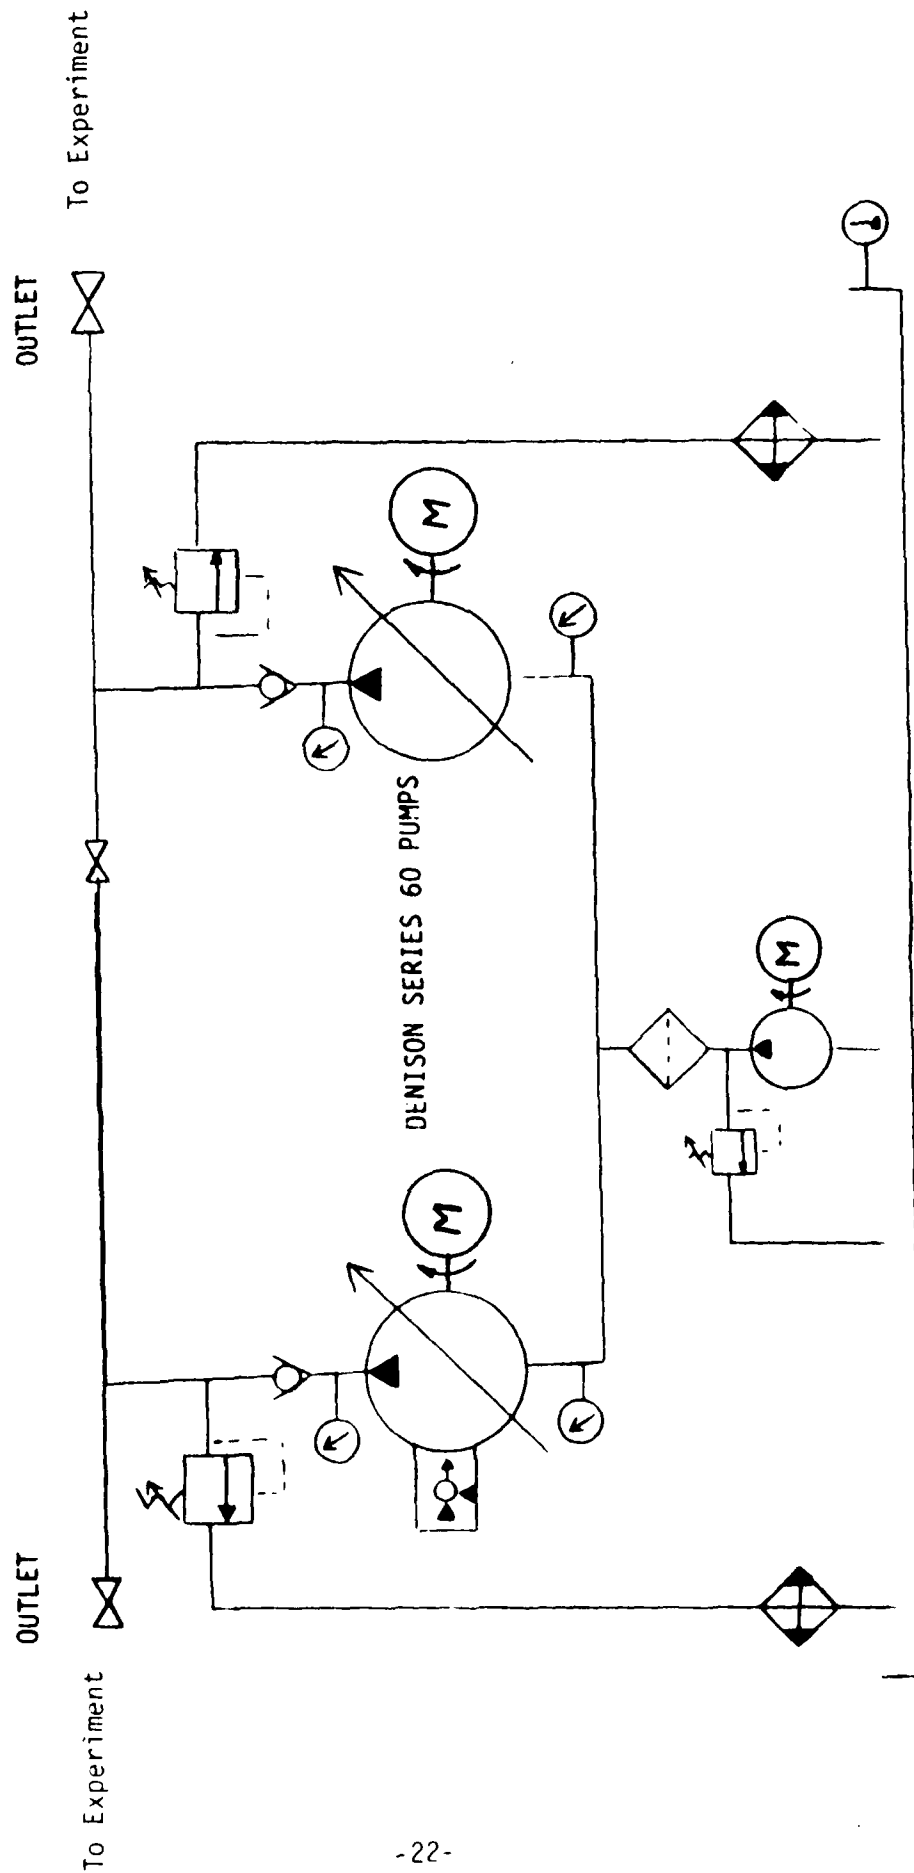 OUTLET
OUTLET
To Experiment
To Experiment
M
M
DENISON SERIES 60 PUMPS
M
-22-